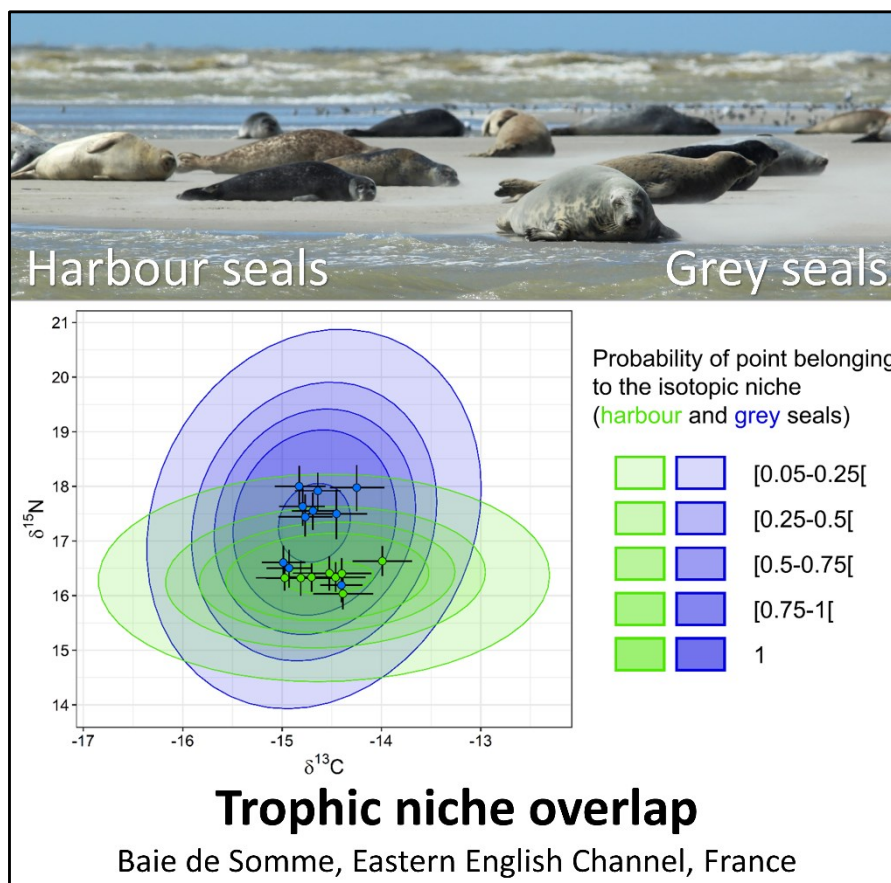 Harbour seals
Grey seals
21
20
19
18
17
16
15
14
δ15N
-17
-16
-15
-14
-13
δ13C
Probability of point belonging
to the isotopic niche
(harbour and grey seals)
[0.05-0.25[
[0.25-0.5[
[0.5-0.75[
[0.75-1[
1
Trophic niche overlap
Baie de Somme, Eastern English Channel, France